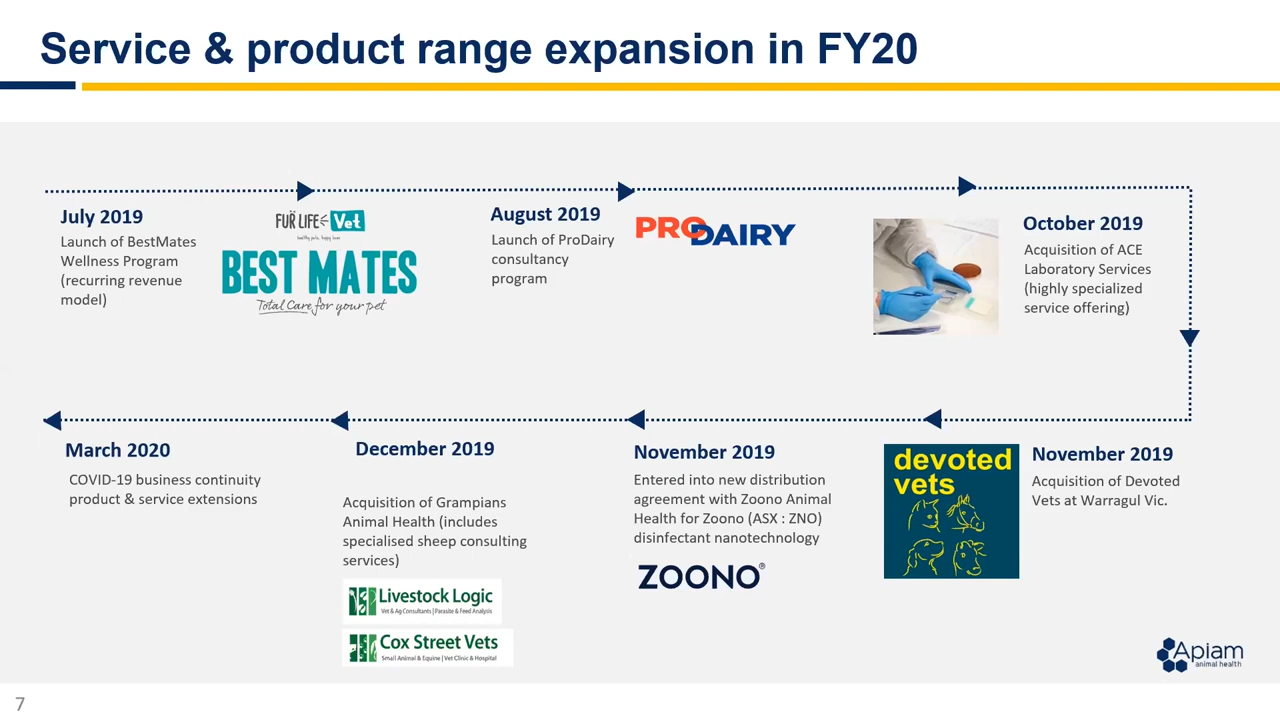 Service & product range expansion in FY20
July 2019
Launch of BestMates
Wellness Program
(recurring revenue
model)
FUR LIFE Vet
healthy pets, happy lives
BEST MATES
Total Care for your pet
August 2019
Launch of ProDairy
consultancy
program
PRODAIRY
October 2019
Acquisition of ACE
Laboratory Services
(highly specialized
service offering)
March 2020
COVID-19 business continuity
product & service extensions
December 2019
Acquisition of Grampians
Animal Health (includes
specialised sheep consulting
services)
Livestock Logic
Vet & Ag Consultants | Parasite & Feed Analysis
Cox Street Vets
Small Animal & Equine | Vet Clinic & Hospital
November 2019
Entered into new distribution
agreement with Zoono Animal
Health for Zoono (ASX : ZNO)
disinfectant nanotechnology
ZOONO®
devoted
vets
November 2019
Acquisition of Devoted
Vets at Warragul Vic.
Apiam
animal health
7